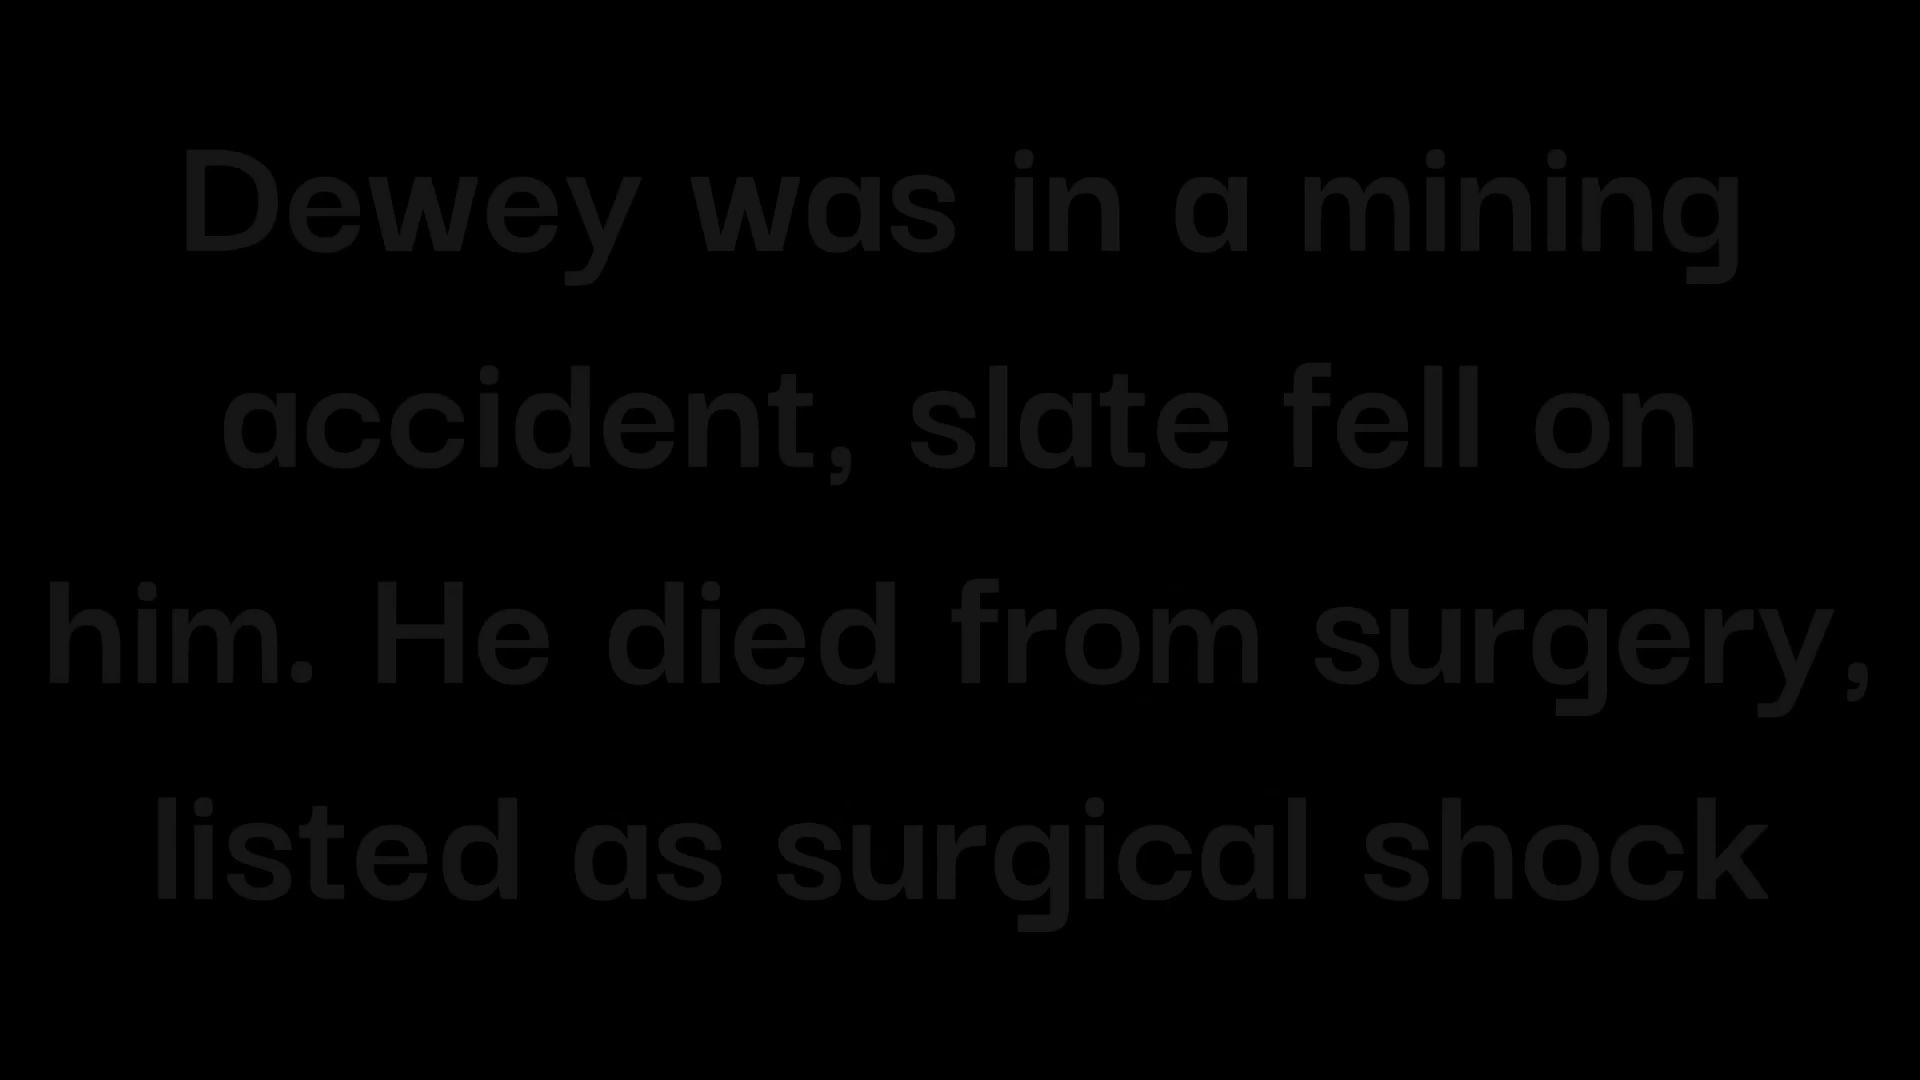 Dewey was in a mining
accident, slate fell on
him. He died from surgery,
listed as surgical shock